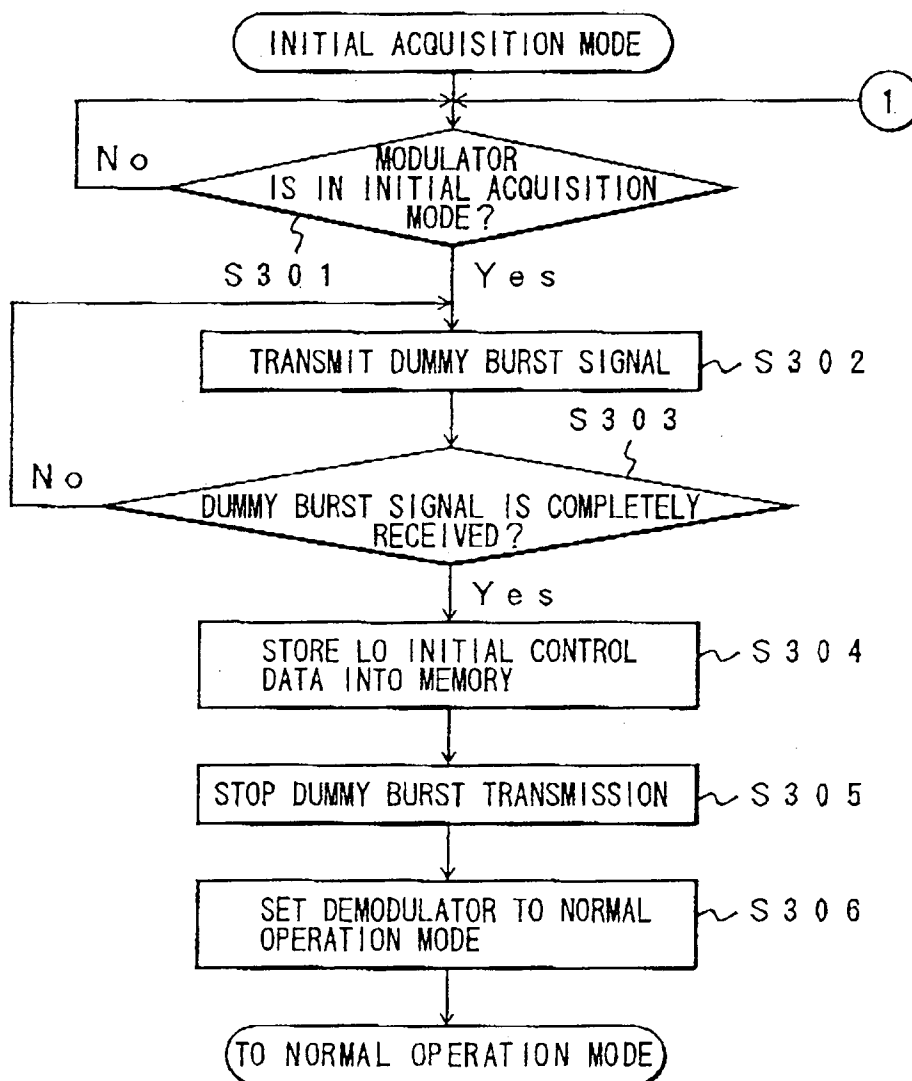 INITIAL ACQUISITION MODE
1
No
MODULATOR
IS IN INITIAL ACQUISITION
MODE?
S301
Yes
TRANSMIT DUMMY BURST SIGNAL
S302
S303
No
DUMMY BURST SIGNAL IS COMPLETELY
RECEIVED?
Yes
STORE LO INITIAL CONTROL
DATA INTO MEMORY
S304
STOP DUMMY BURST TRANSMISSION
S305
SET DEMODULATOR TO NORMAL
OPERATION MODE
S306
TO NORMAL OPERATION MODE